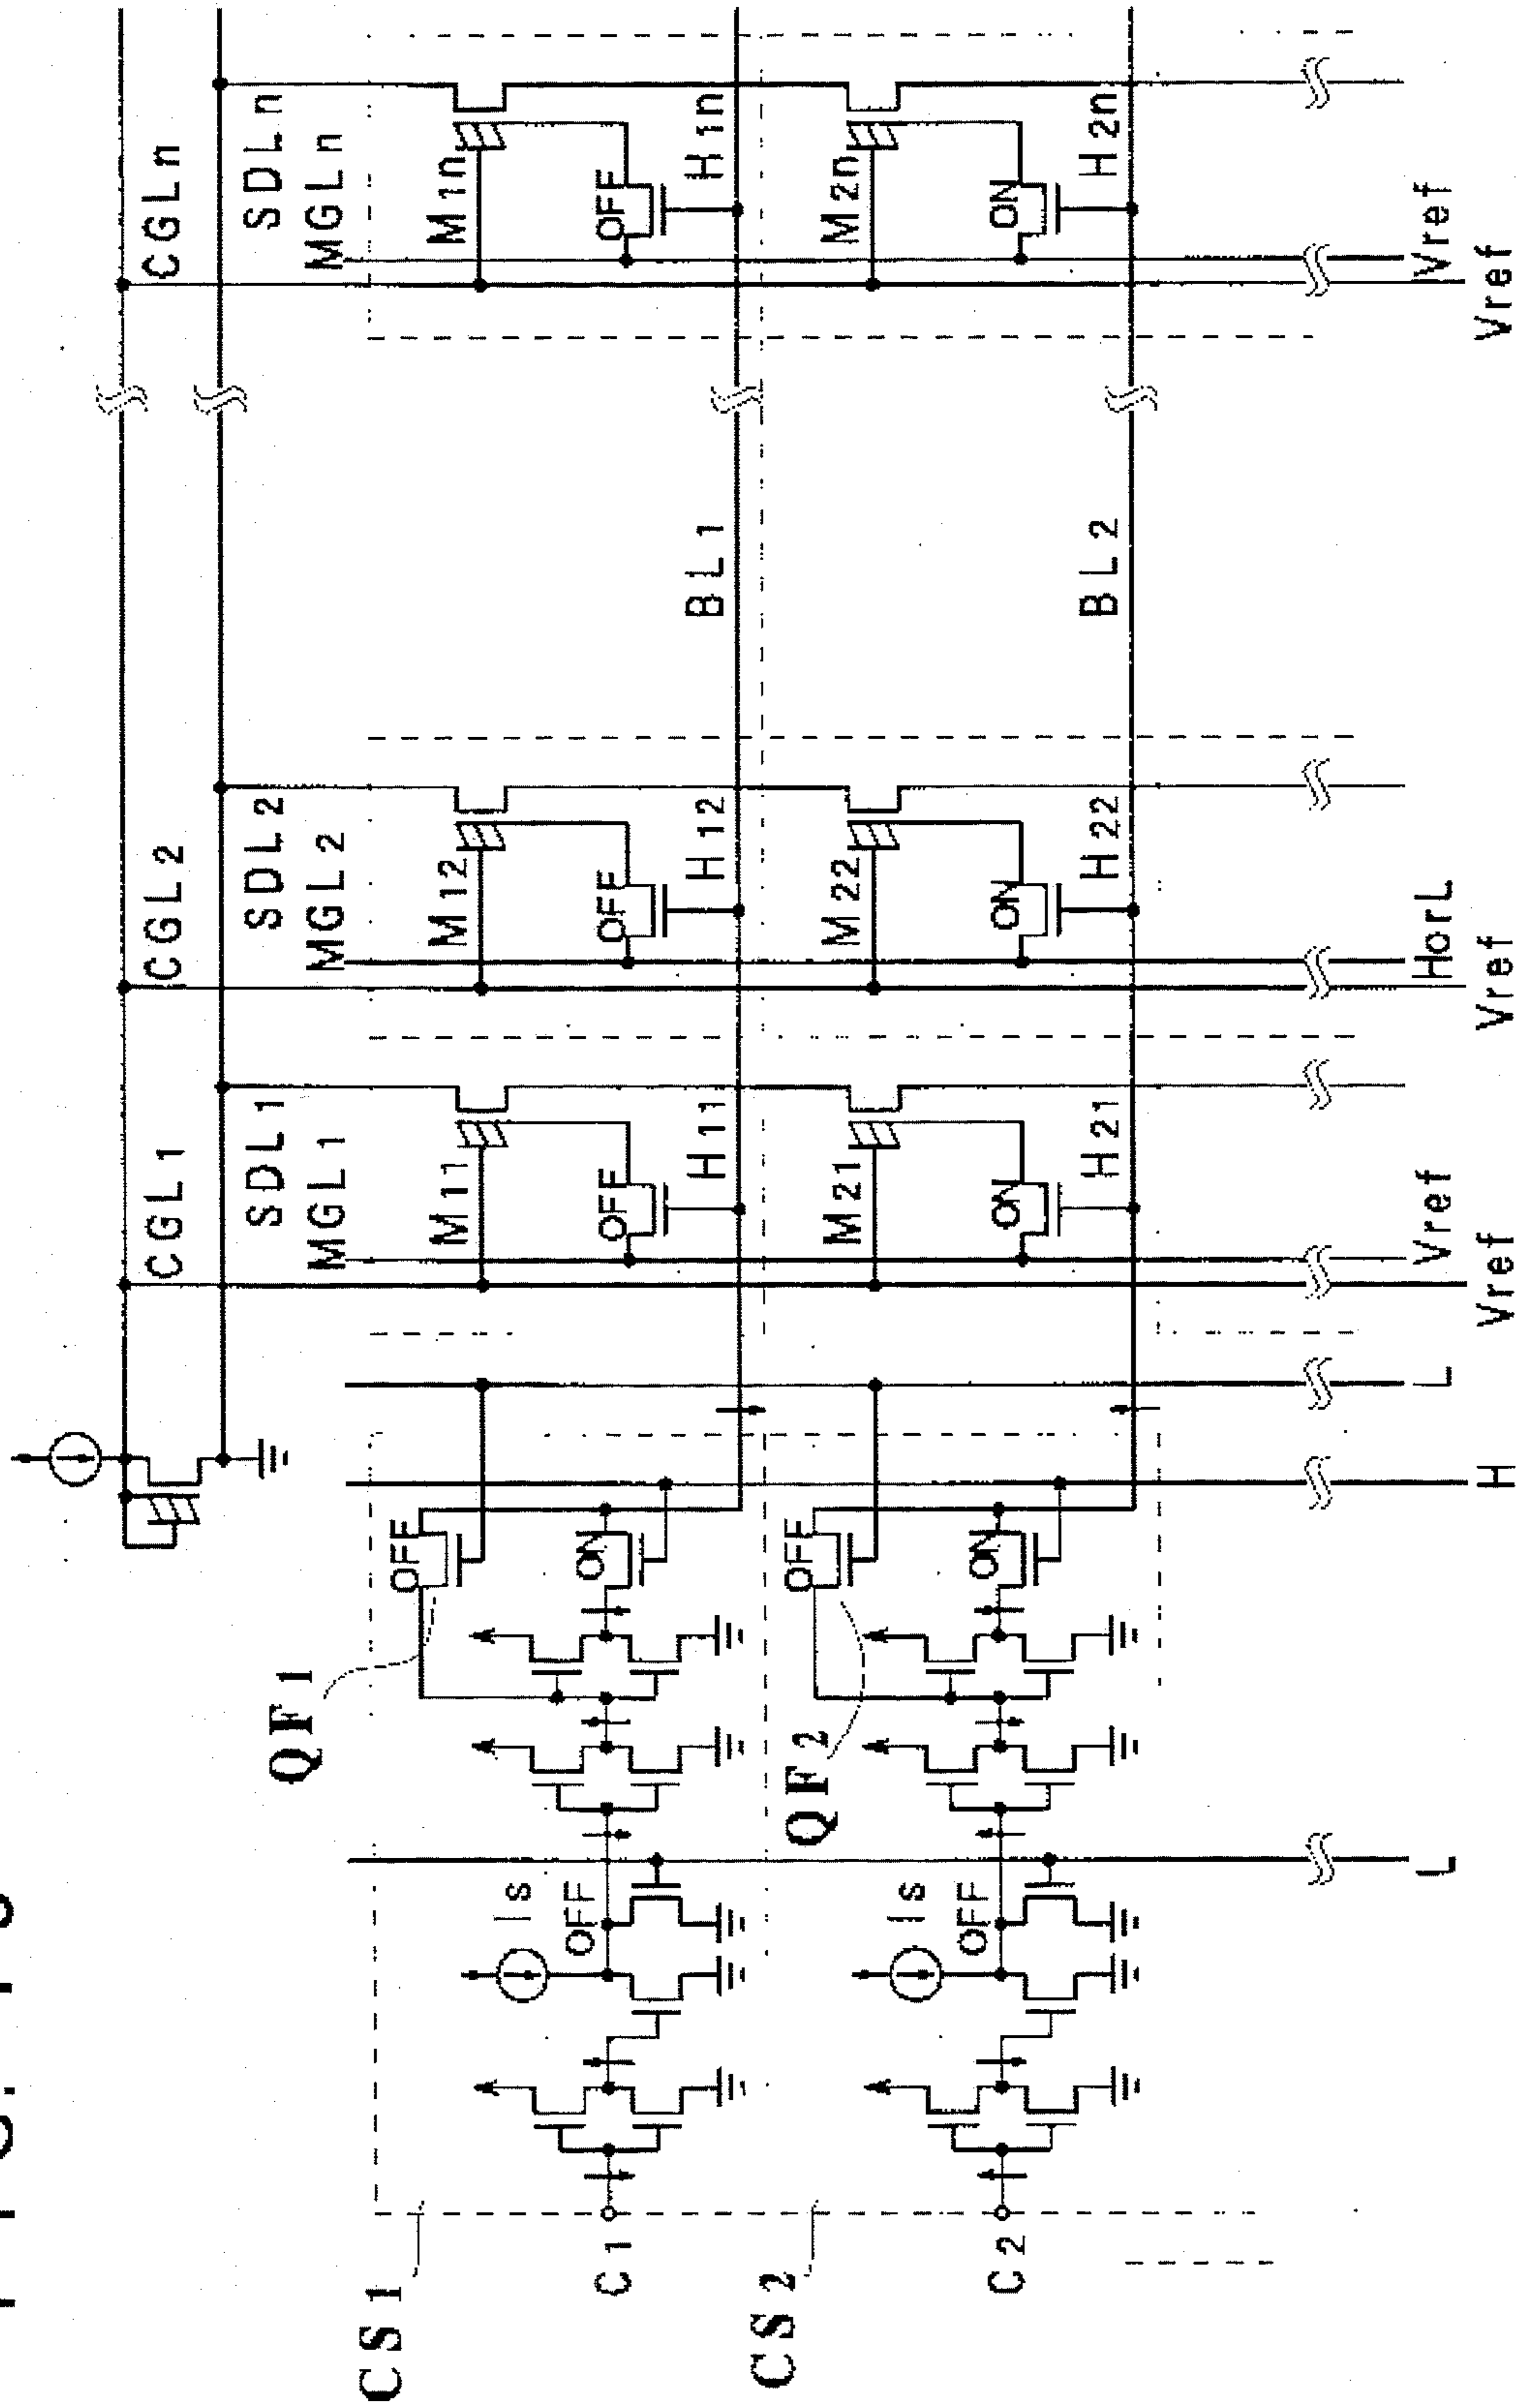 CGL1 CGL2 CGLn
SDL1 SDL2 SDLn
MGL1 MGL2 MGLn
QF1
CS1
Is
OFF
OFF
ON
M11 M12 M1n
OFF OFF OFF
H11 H12 H1n
C1
BL1
QF2
CS2
Is
OFF
OFF
ON
M21 M22 M2n
ON ON ON
H21 H22 H2n
C2
BL2
L
H
L
Vref
Vref
HorL
Vref
Vref
Vref